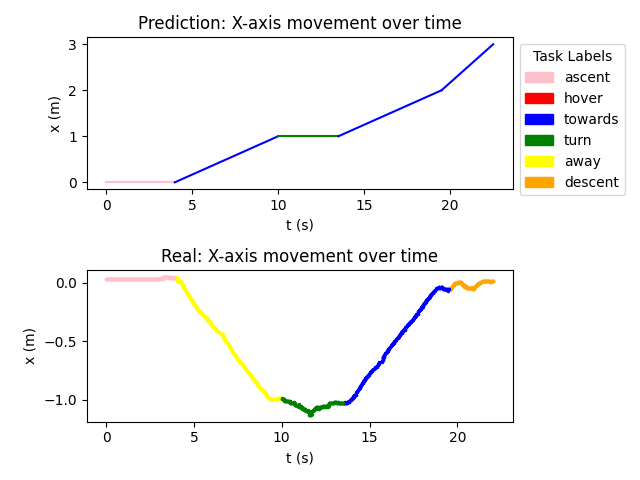 Prediction: X-axis movement over time
3
2
1
0
x (m)
0 5 10 15 20
t (s)
Task Labels
ascent
hover
towards
turn
away
descent
Real: X-axis movement over time
0.0
−0.5
−1.0
x (m)
0 5 10 15 20
t (s)